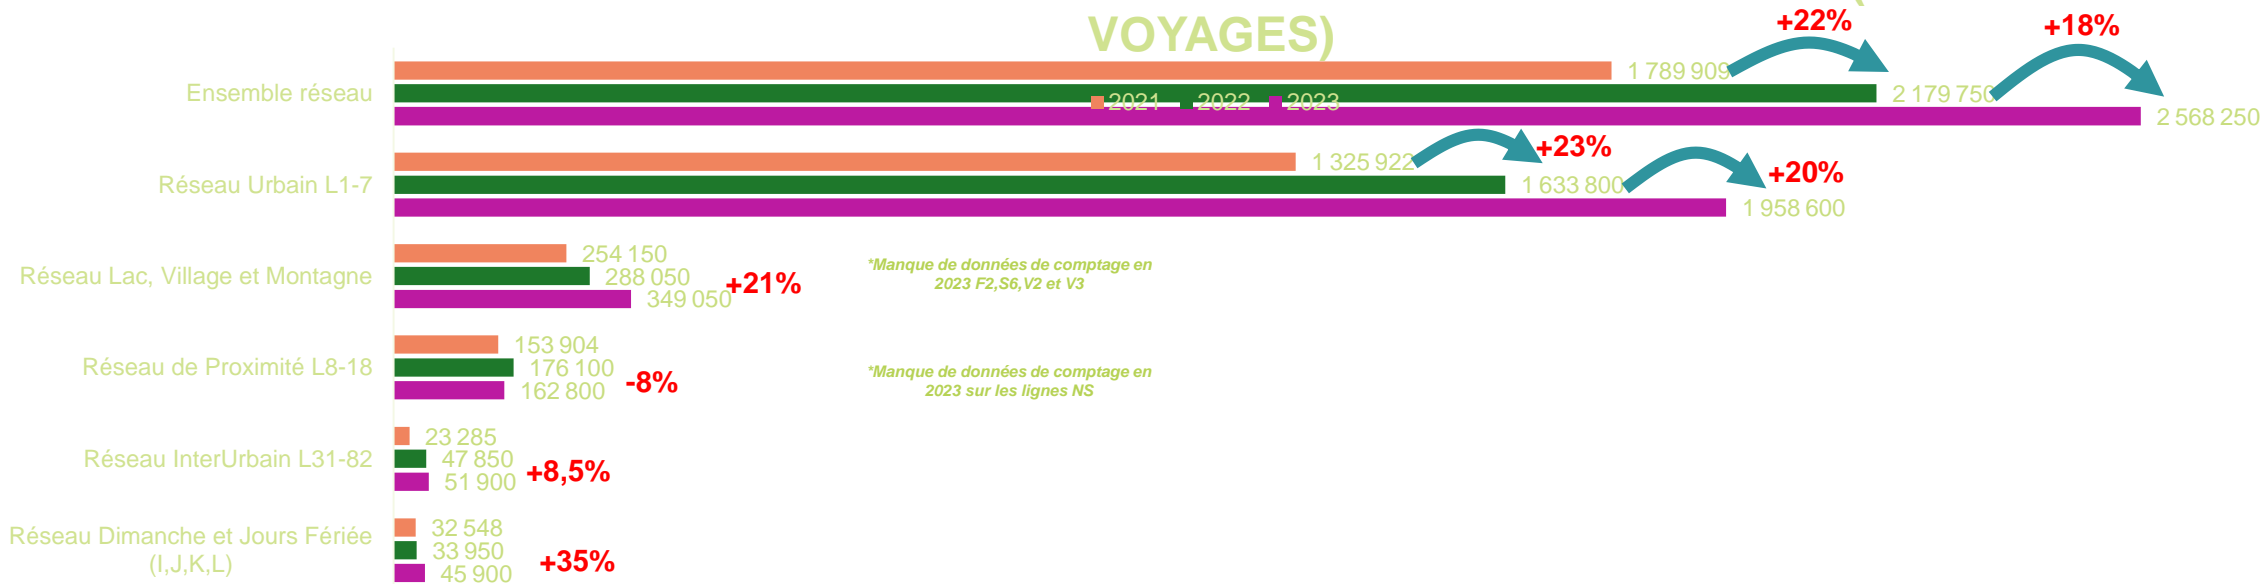 VOYAGES)
+22%
+18%
Ensemble réseau
1 789 909
2 179 750
2 568 250
2021 2022 2023
Réseau Urbain L1-7
1 325 922
1 633 800
1 958 600
+23%
+20%
Réseau Lac, Village et Montagne
254 150
288 050
349 050
+21%
*Manque de données de comptage en
2023 F2,S6,V2 et V3
Réseau de Proximité L8-18
153 904
176 100
162 800
-8%
*Manque de données de comptage en
2023 sur les lignes NS
Réseau InterUrbain L31-82
23 285
47 850
51 900
+8,5%
Réseau Dimanche et Jours Fériée
(I,J,K,L)
32 548
33 950
45 900
+35%